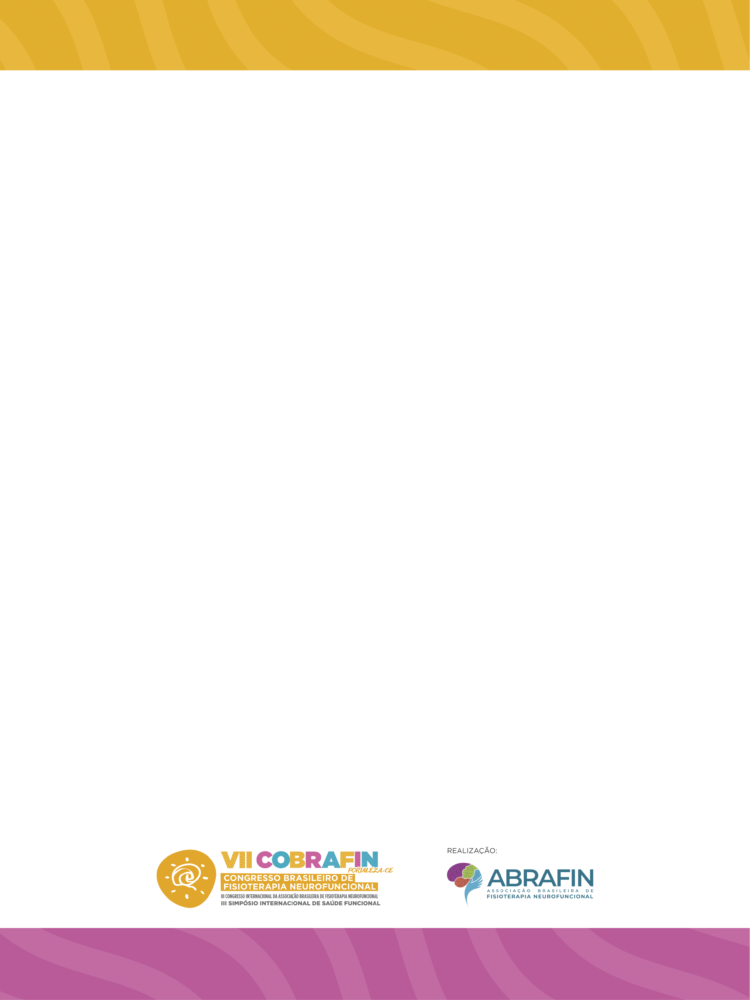 VII COBRAFIN
FORTALEZA-CE
CONGRESSO BRASILEIRO DE
FISIOTERAPIA NEUROFUNCIONAL
III CONGRESSO INTERNACIONAL DA ASSOCIAÇÃO BRASILEIRA DE FISIOTERAPIA NEUROFUNCIONAL
III SIMPÓSIO INTERNACIONAL DE SAÚDE FUNCIONAL
REALIZAÇÃO:
ABRAFIN
ASSOCIAÇÃO BRASILEIRA DE
FISIOTERAPIA NEUROFUNCIONAL